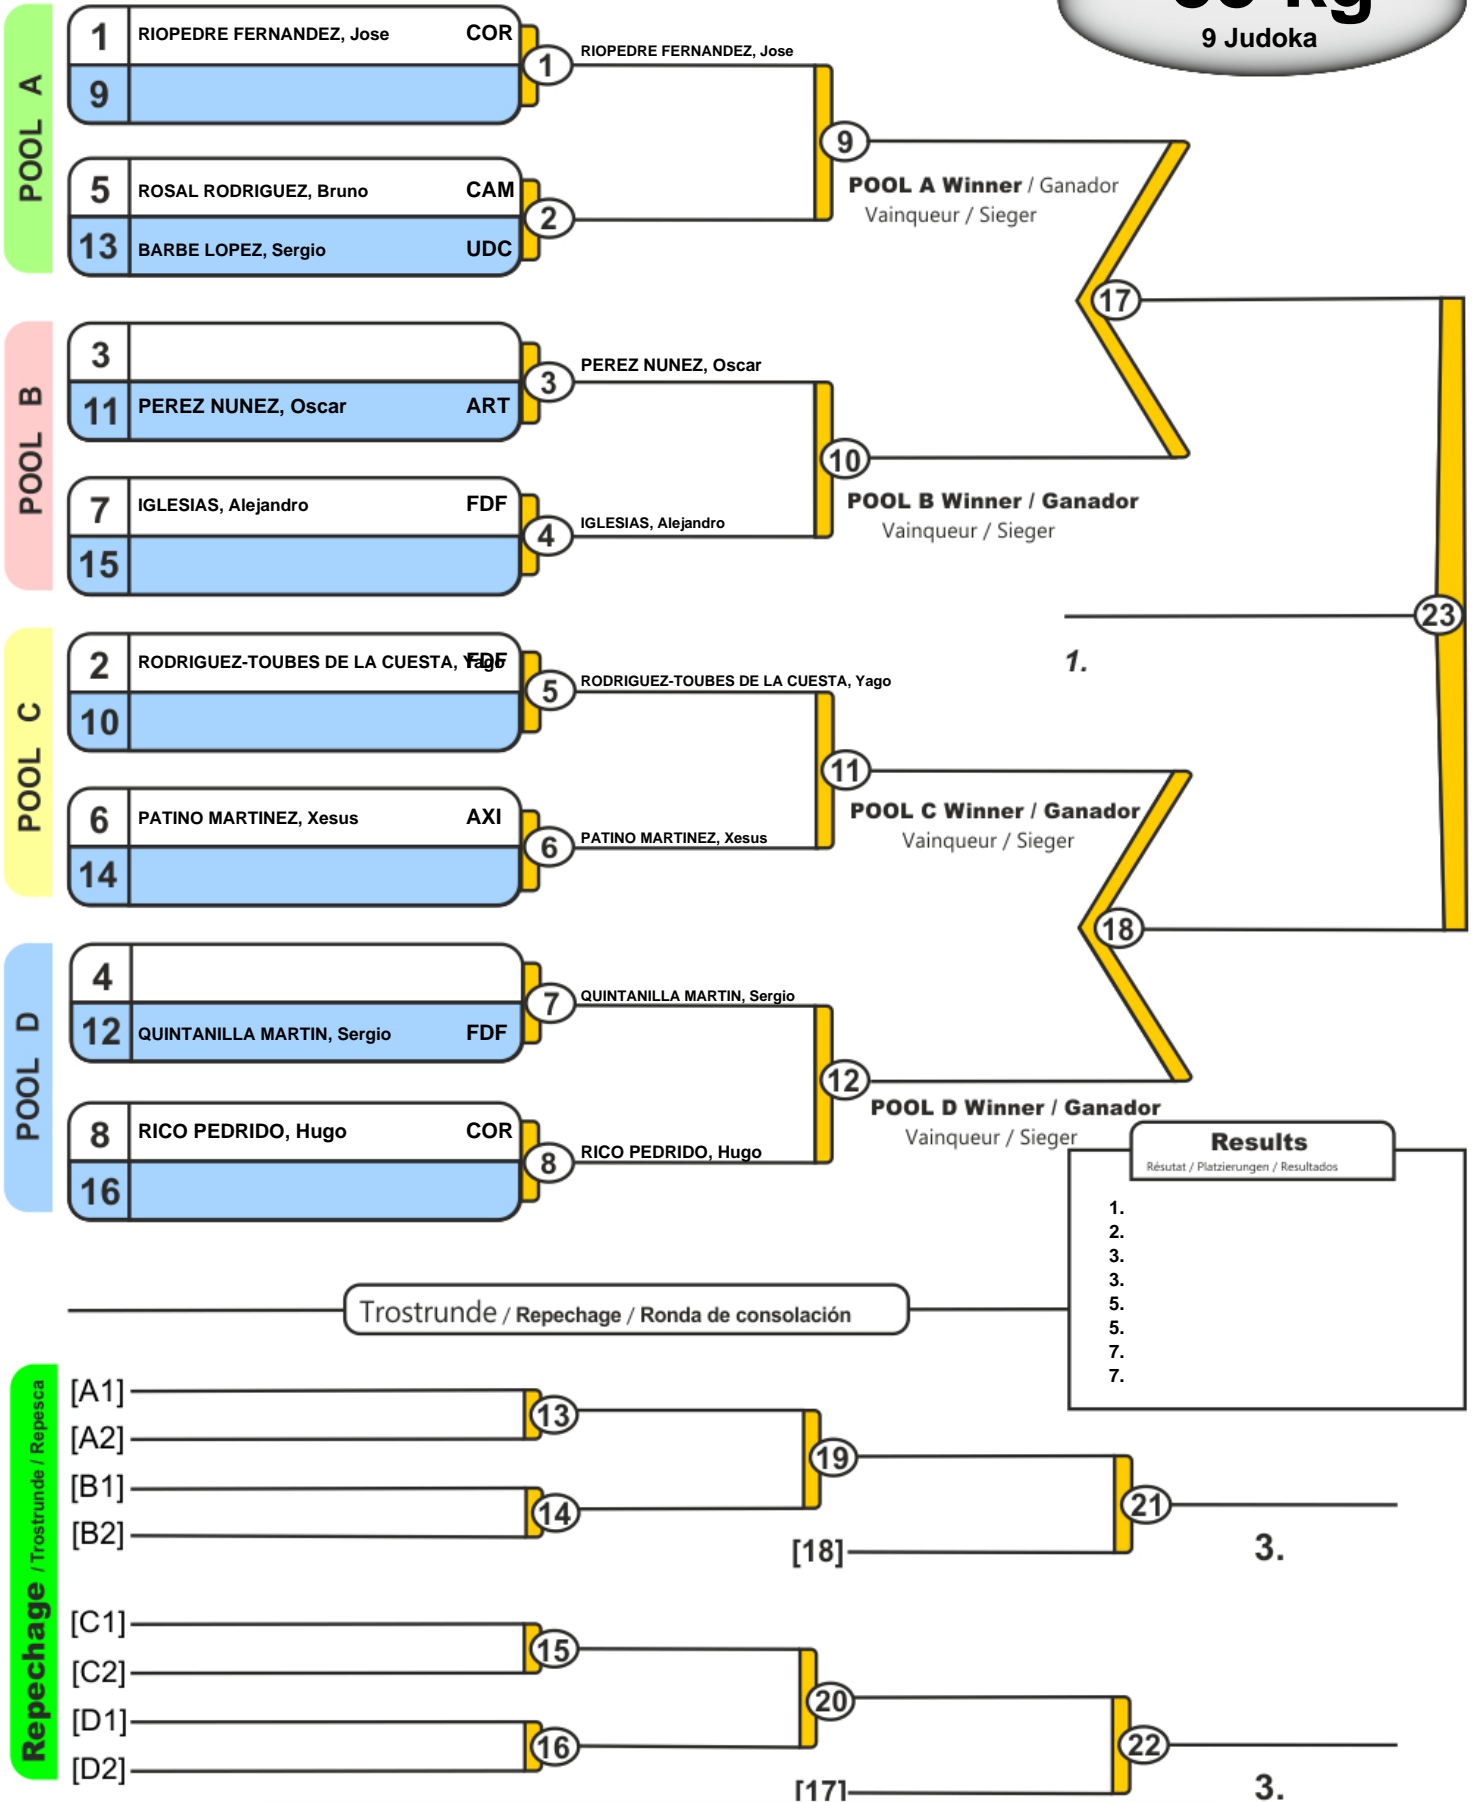 kg
9 Judoka
POOL A
1 RIOPEDRE FERNANDEZ, Jose COR
9
1
RIOPEDRE FERNANDEZ, Jose
5 ROSAL RODRIGUEZ, Bruno CAM
13 BARBE LOPEZ, Sergio UDC
2
9
POOL A Winner / Ganador
Vainqueur / Sieger
17
POOL B
3
11 PEREZ NUNEZ, Oscar ART
3
PEREZ NUNEZ, Oscar
7 IGLESIAS, Alejandro FDF
15
4
IGLESIAS, Alejandro
10
POOL B Winner / Ganador
Vainqueur / Sieger
23
1.
POOL C
2 RODRIGUEZ-TOUBES DE LA CUESTA, Yago FDF
10
5
RODRIGUEZ-TOUBES DE LA CUESTA, Yago
6 PATINO MARTINEZ, Xesus AXI
14
6
PATINO MARTINEZ, Xesus
11
POOL C Winner / Ganador
Vainqueur / Sieger
18
POOL D
4
12 QUINTANILLA MARTIN, Sergio FDF
7
QUINTANILLA MARTIN, Sergio
8 RICO PEDRIDO, Hugo COR
16
8
RICO PEDRIDO, Hugo
12
POOL D Winner / Ganador
Vainqueur / Sieger
Results
Résutat / Platzierungen / Resultados
1.
2.
3.
3.
5.
5.
7.
7.
Trostrunde / Repechage / Ronda de consolación
Repechage / Trostrunde / Repesca
[A1]
[A2]
13
[B1]
[B2]
14
19
[18]
21
3.
[C1]
[C2]
15
[D1]
[D2]
16
20
[17]
22
3.